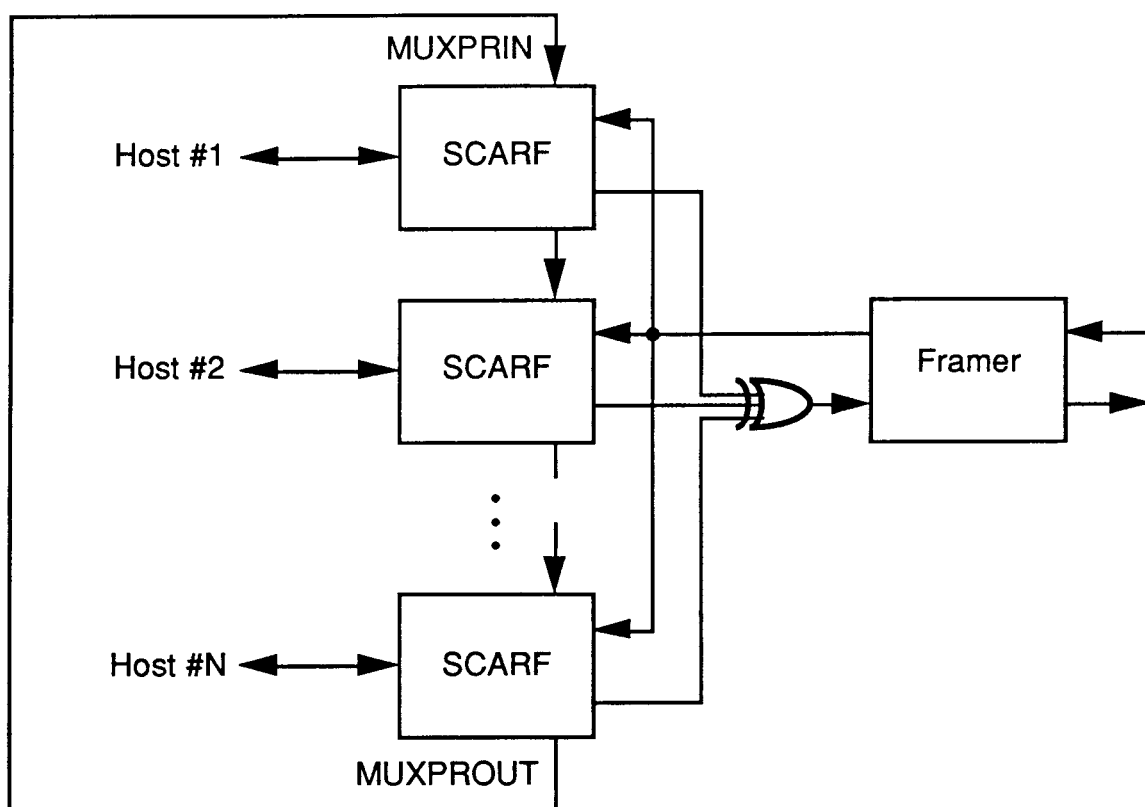 MUXPRIN
Host #1
SCARF
Host #2
SCARF
Framer
Host #N
SCARF
MUXPROUT